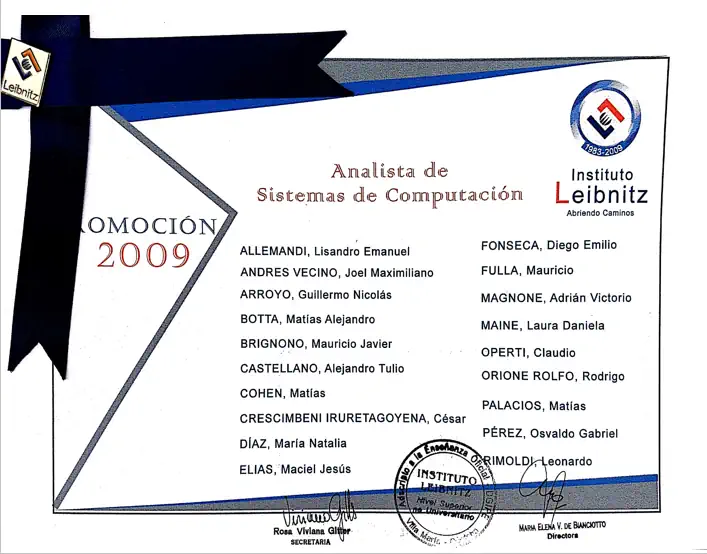 Leibnitz
1983-2009
Instituto
Leibnitz
Abriendo Caminos
Analista de
Sistemas de Computación
OMOCIÓN
2009
ALLEMANDI, Lisandro Emanuel
ANDRES VECINO, Joel Maximiliano
ARROYO, Guillermo Nicolás
BOTTA, Matías Alejandro
BRIGNONO, Mauricio Javier
CASTELLANO, Alejandro Tulio
COHEN, Matías
CRESCIMBENI IRURETAGOYENA, César
DÍAZ, María Natalia
ELIAS, Maciel Jesús
FONSECA, Diego Emilio
FULLA, Mauricio
MAGNONE, Adrián Victorio
MAINE, Laura Daniela
OPERTI, Claudio
ORIONE ROLFO, Rodrigo
PALACIOS, Matías
PÉREZ, Osvaldo Gabriel
RIMOLDI, Leonardo
Adscripto a la Enseñanza Oficial
INSTITUTO
LEIBNITZ
Nivel Superior
no Universitario
Villa María
Rosa Viviana Gitter
SECRETARIA
MARIA ELENA V. DE BIANCIOTTO
Directora